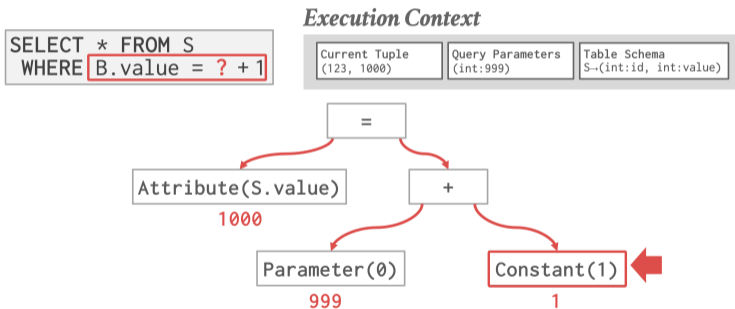 Execution Context
SELECT * FROM S
WHERE B.value = ? + 1
Current Tuple
(123, 1000)
Query Parameters
(int:999)
Table Schema
S→(int:id, int:value)
=
Attribute(S.value)
+
1000
Parameter(0)
Constant(1)
999
1